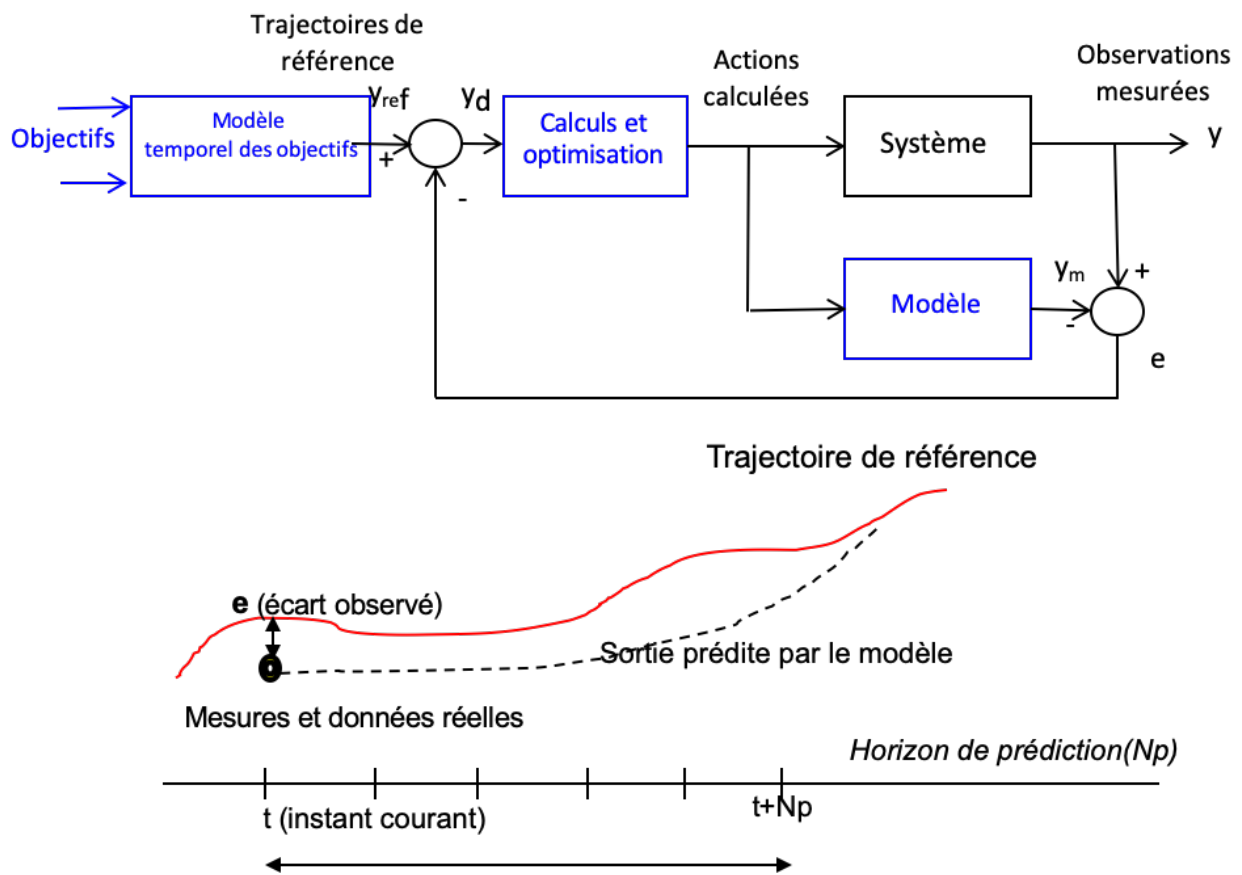 Trajectoires de
référence
Actions
calculées
Observations
mesurées
Objectifs
Modèle
temporel des objectifs
yref
+
-
yd
Calculs et
optimisation
Système
y
Modèle
ym
+
-
e
Trajectoire de référence
e (écart observé)
Sortie prédite par le modèle
Mesures et données réelles
Horizon de prédiction(Np)
t (instant courant)
t+Np